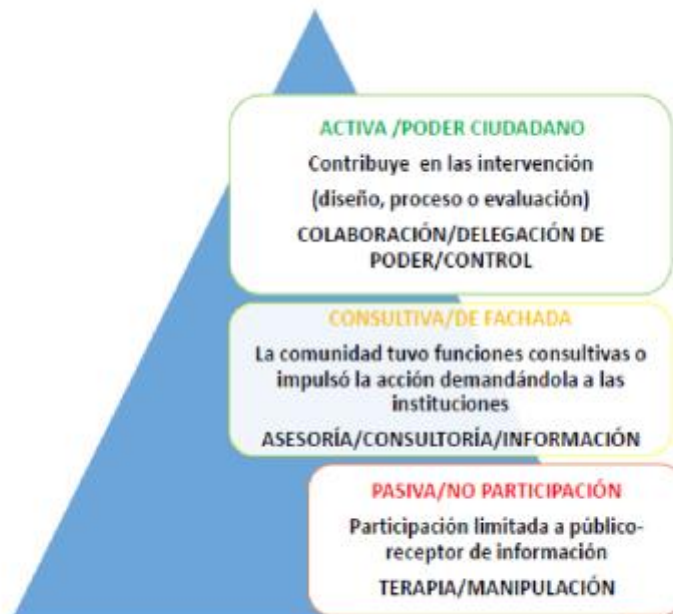 ACTIVA /PODER CIUDADANO
Contribuye en las intervención
(diseño, proceso o evaluación)
COLABORACIÓN/DELEGACIÓN DE
PODER/CONTROL
CONSULTIVA/DE FACHADA
La comunidad tuvo funciones consultivas o
impulsó la acción demandándola a las
instituciones
ASESORÍA/CONSULTORÍA/INFORMACIÓN
PASIVA/NO PARTICIPACIÓN
Participación limitada a público-
receptor de información
TERAPIA/MANIPULACIÓN